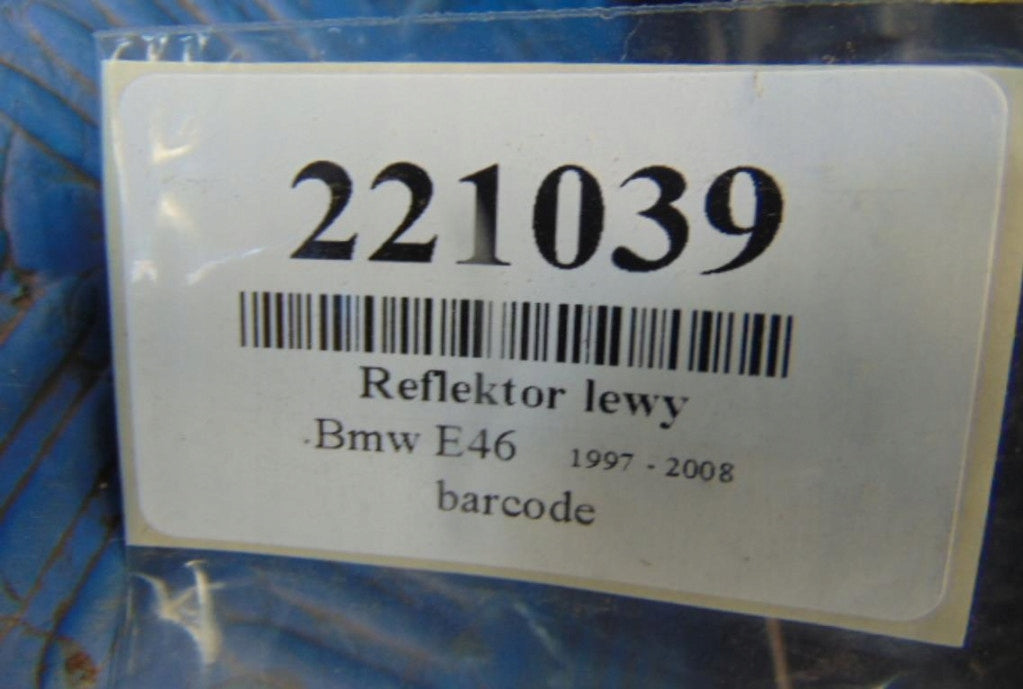 221039
Reflektor lewy
Bmw E46 1997 - 2008
barcode